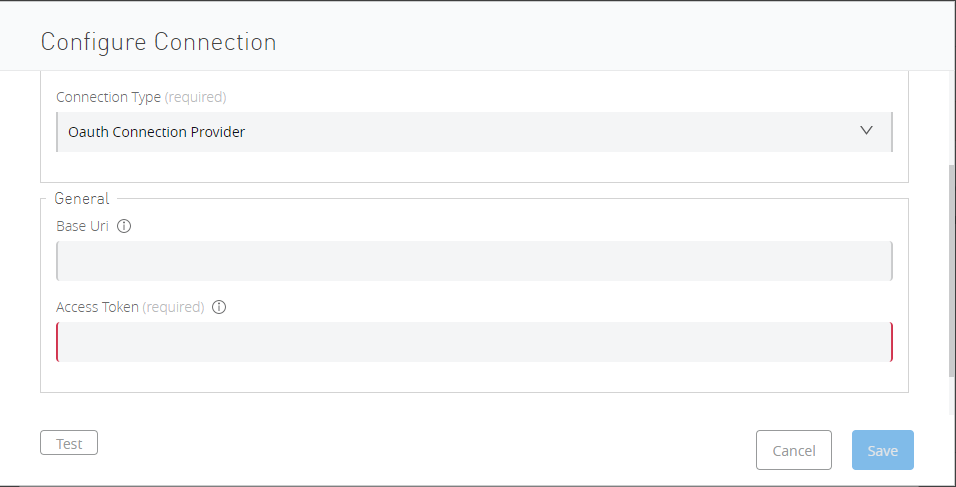 Configure Connection
Connection Type (required)
Oauth Connection Provider
General
Base Uri
Access Token (required)
Test
Cancel
Save